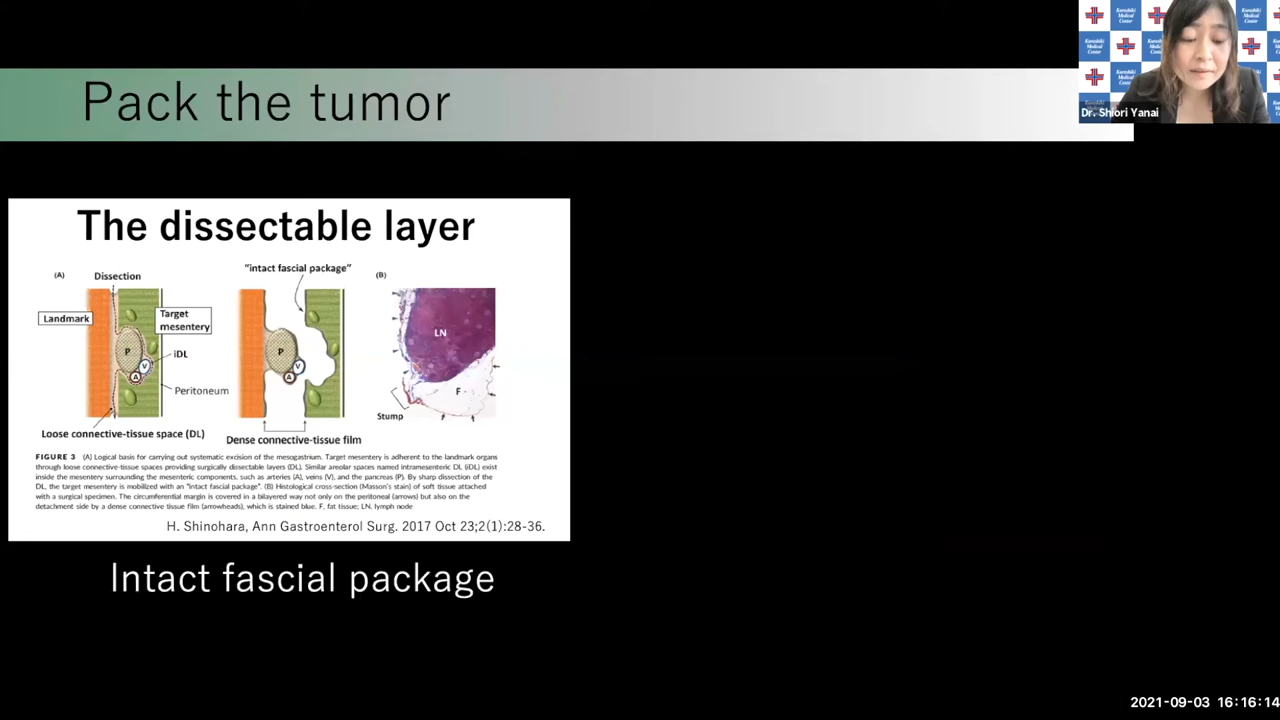 Pack the tumor
Kurashiki
Medical
Center
Dr. Shiori Yanai
The dissectable layer
(A)
Dissection
Landmark
Target
mesentery
P
V
A
iDL
Peritoneum
Loose connective-tissue space (DL)
"intact fascial package"
P
V
A
Dense connective-tissue film
(B)
LN
F
Stump
FIGURE 3 (A) Logical basis for carrying out systematic excision of the mesogastrium. Target mesentery is adherent to the landmark organs
through loose connective-tissue spaces providing surgically dissectable layers (DL). Similar areolar spaces named intramesenteric DL (iDL) exist
inside the mesentery surrounding the mesenteric components, such as arteries (A), veins (V), and the pancreas (P). By sharp dissection of the
DL, the target mesentery is mobilized with an "intact fascial package". (B) Histological cross-section (Masson's stain) of soft tissue attached
with a surgical specimen. The circumferential margin is covered in a bilayered way not only on the peritoneal (arrows) but also on the
detachment side by a dense connective tissue film (arrowheads), which is stained blue. F, fat tissue; LN, lymph node
H. Shinohara, Ann Gastroenterol Surg. 2017 Oct 23;2(1):28-36.
Intact fascial package
2021-09-03 16:16:14